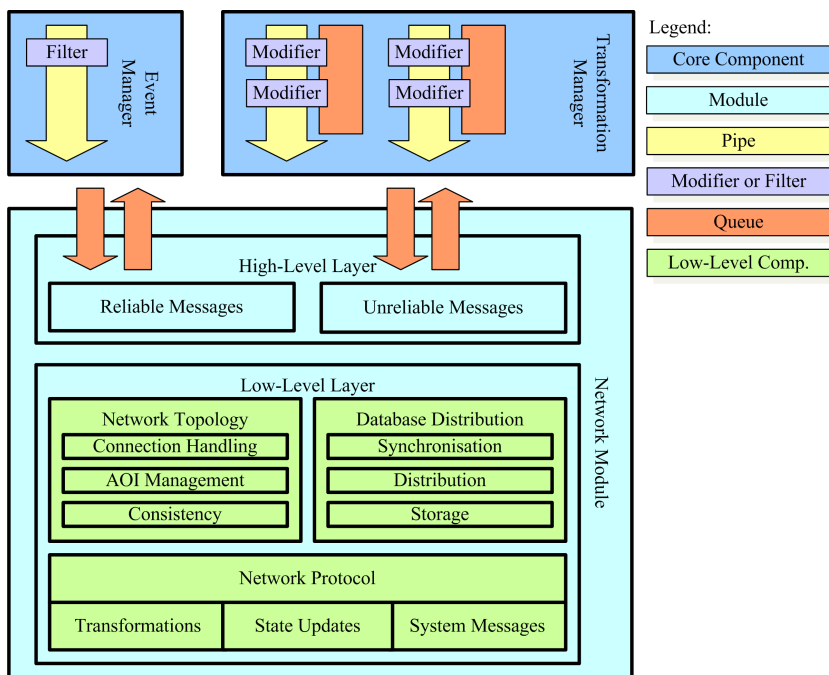 Filter
Event
Manager
Modifier
Modifier
Modifier
Modifier
Transformation
Manager
Legend:
Core Component
Module
Pipe
Modifier or Filter
Queue
Low-Level Comp.
High-Level Layer
Reliable Messages
Unreliable Messages
Network Module
Low-Level Layer
Network Topology
Connection Handling
AOI Management
Consistency
Database Distribution
Synchronisation
Distribution
Storage
Network Protocol
Transformations
State Updates
System Messages